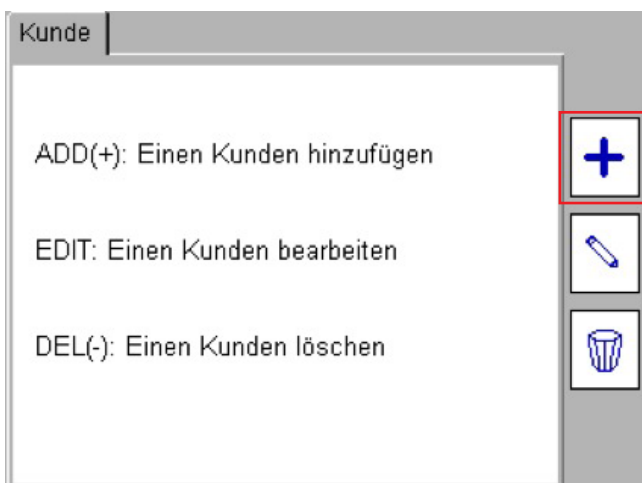 Kunde
ADD(+): Einen Kunden hinzufügen
EDIT: Einen Kunden bearbeiten
DEL(-): Einen Kunden löschen